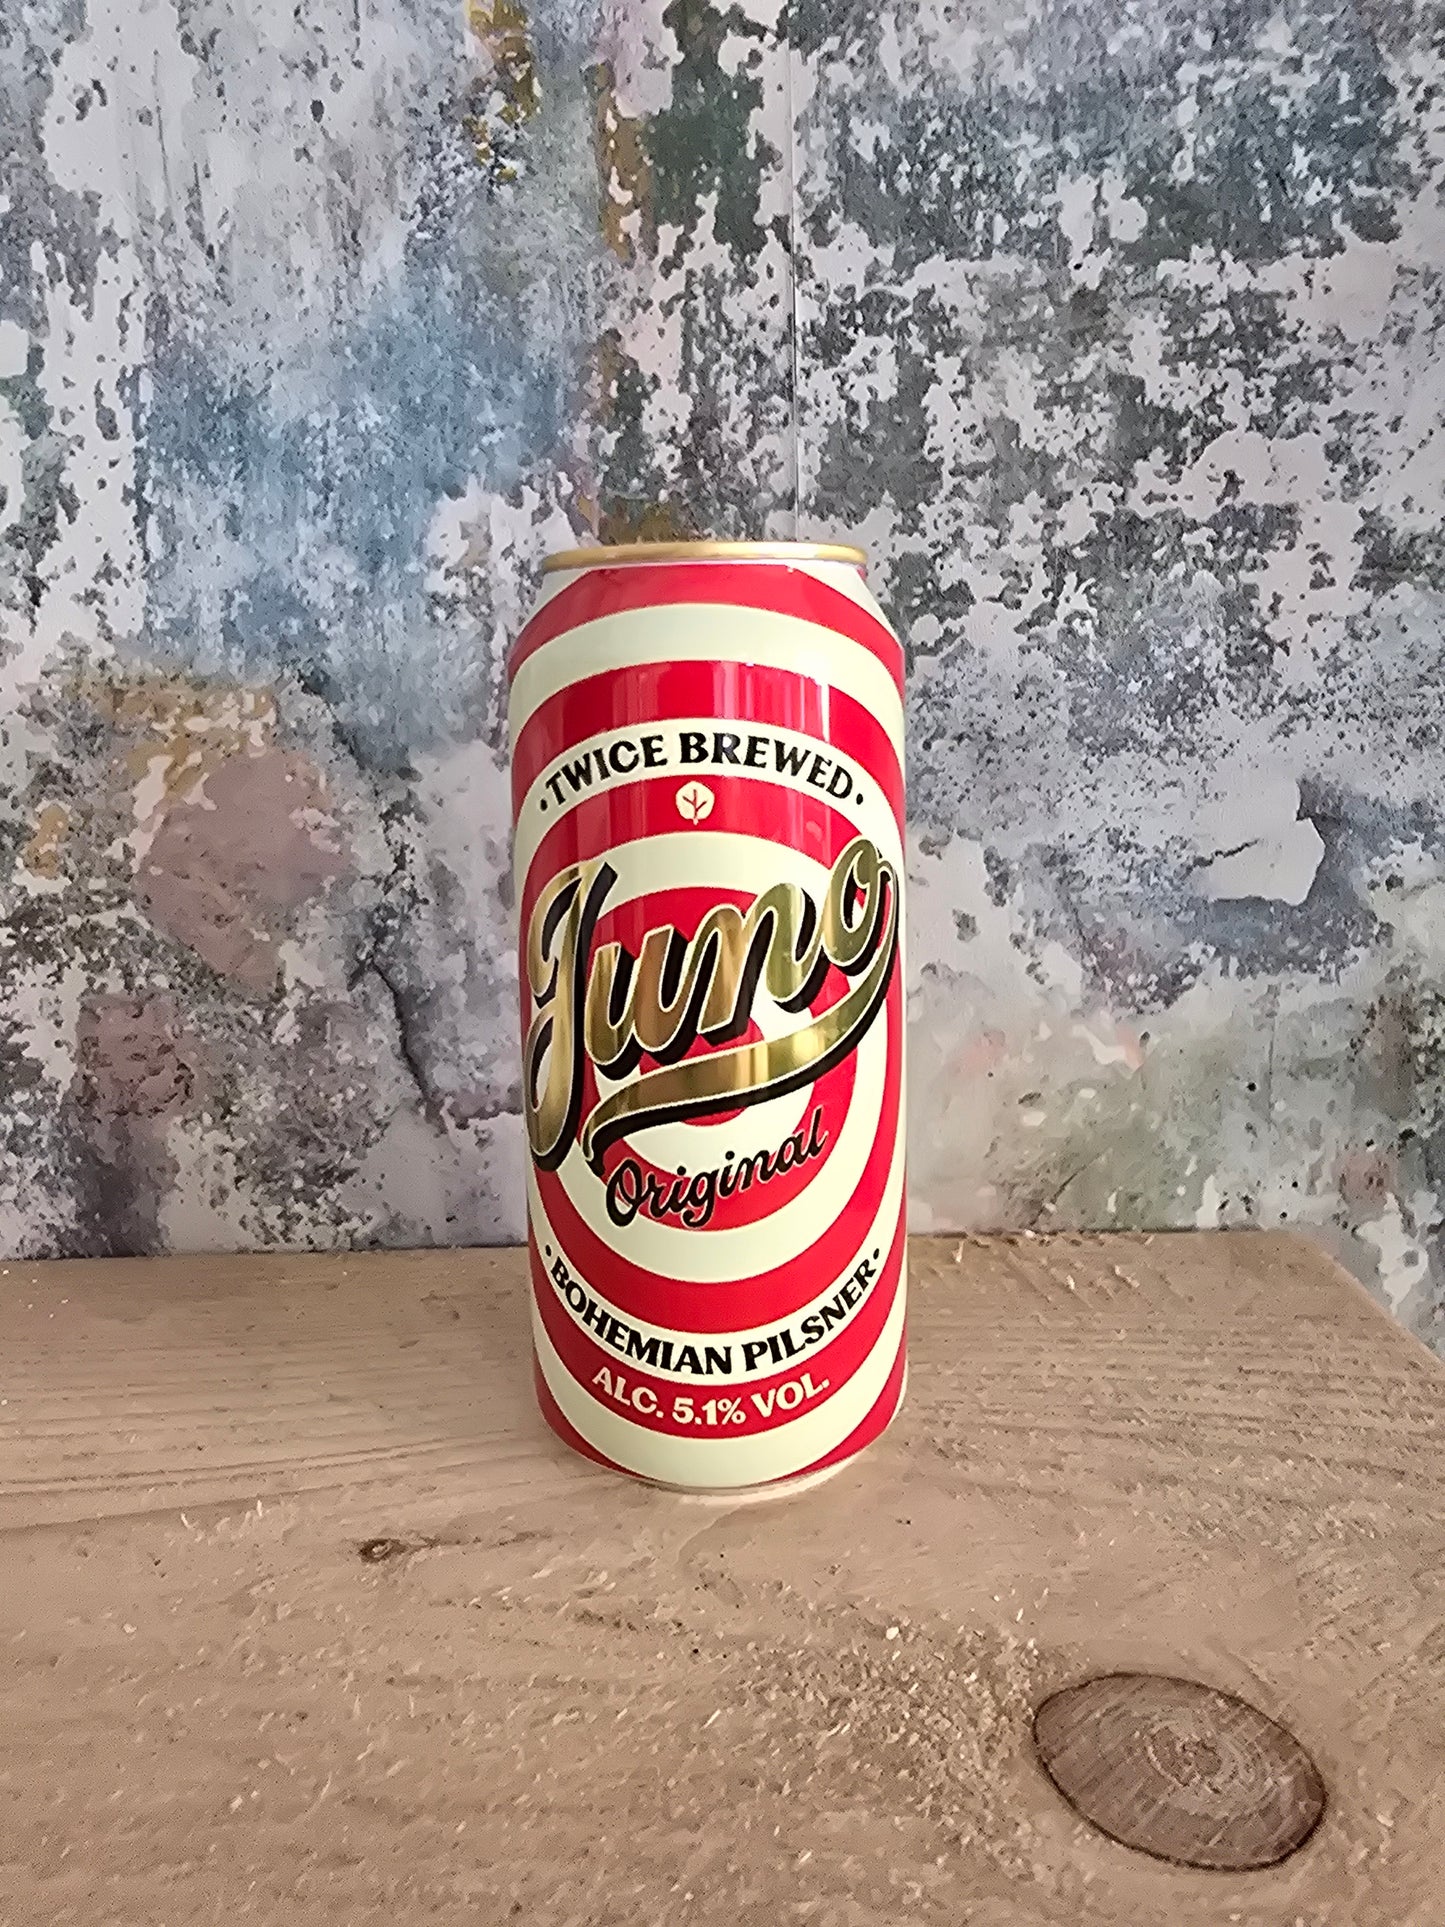 ·TWICE BREWED·
Juno
Original
·BOHEMIAN PILSNER·
ALC. 5.1% VOL.